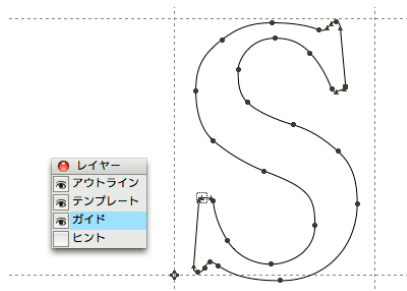 レイヤー
アウトライン
テンプレート
ガイド
ヒント